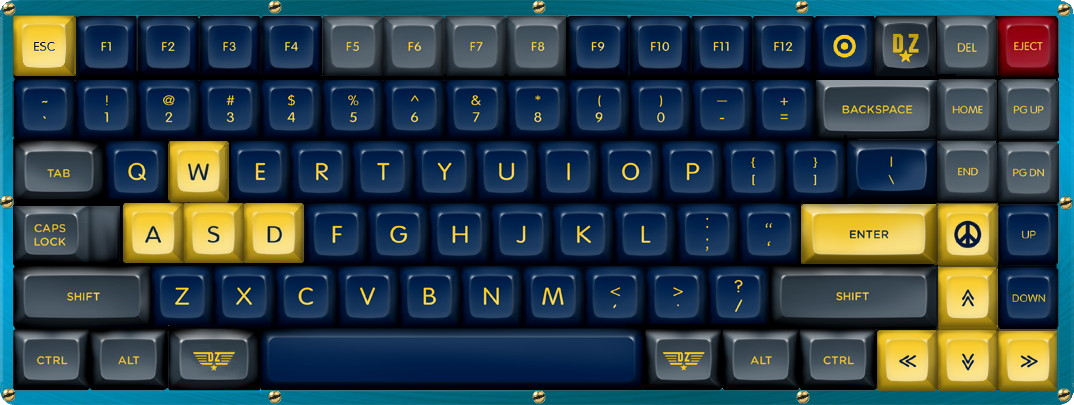 ESC F1 F2 F3 F4 F5 F6 F7 F8 F9 F10 F11 F12 DZ DEL EJECT
~ ! @ # $ % ^ & * ( ) — +
` 1 2 3 4 5 6 7 8 9 0 - = BACKSPACE HOME PG UP
TAB Q W E R T Y U I O P { [ } ] | \ END PG DN
CAPS LOCK A S D F G H J K L : ; “ ‘ ENTER UP
SHIFT Z X C V B N M < , > . ? / SHIFT DOWN
CTRL ALT DZ DZ ALT CTRL